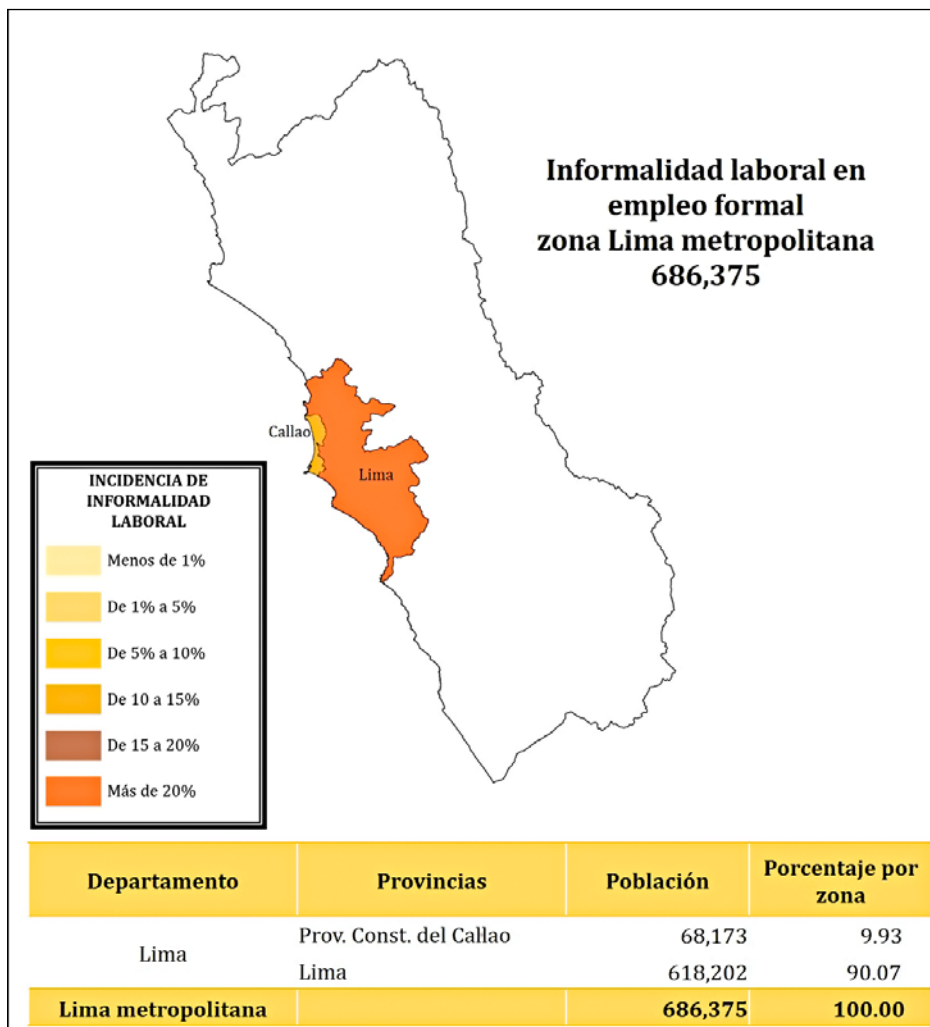 Informalidad laboral en
empleo formal
zona Lima metropolitana
686,375
Callao
Lima
INCIDENCIA DE
INFORMALIDAD
LABORAL
Menos de 1%
De 1% a 5%
De 5% a 10%
De 10 a 15%
De 15 a 20%
Más de 20%
Departamento Provincias Población Porcentaje por zona
Lima
Prov. Const. del Callao 68,173 9.93
Lima 618,202 90.07
Lima metropolitana 686,375 100.00